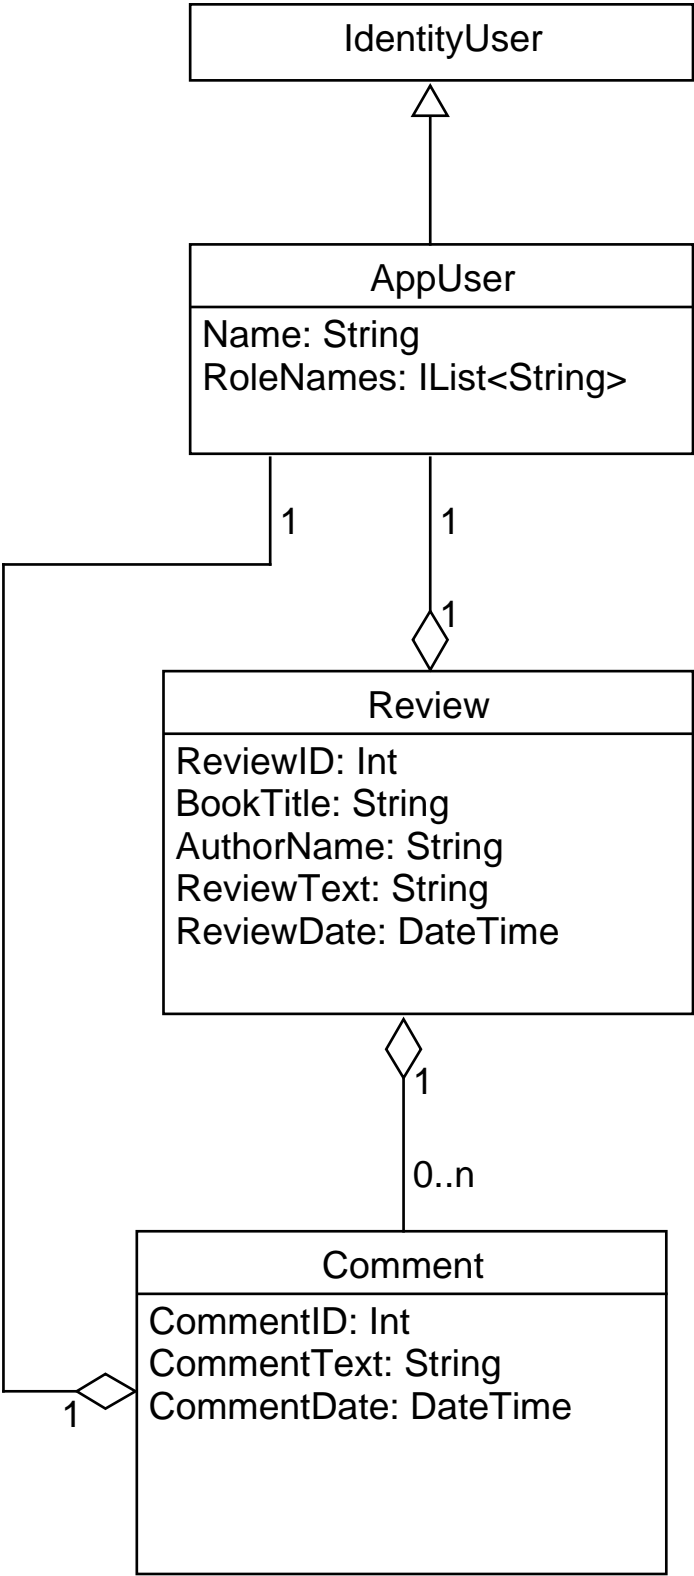 IdentityUser
AppUser
Name: String
RoleNames: IList<String>
1
1
1
Review
ReviewID: Int
BookTitle: String
AuthorName: String
ReviewText: String
ReviewDate: DateTime
1
0..n
Comment
CommentID: Int
CommentText: String
CommentDate: DateTime
1